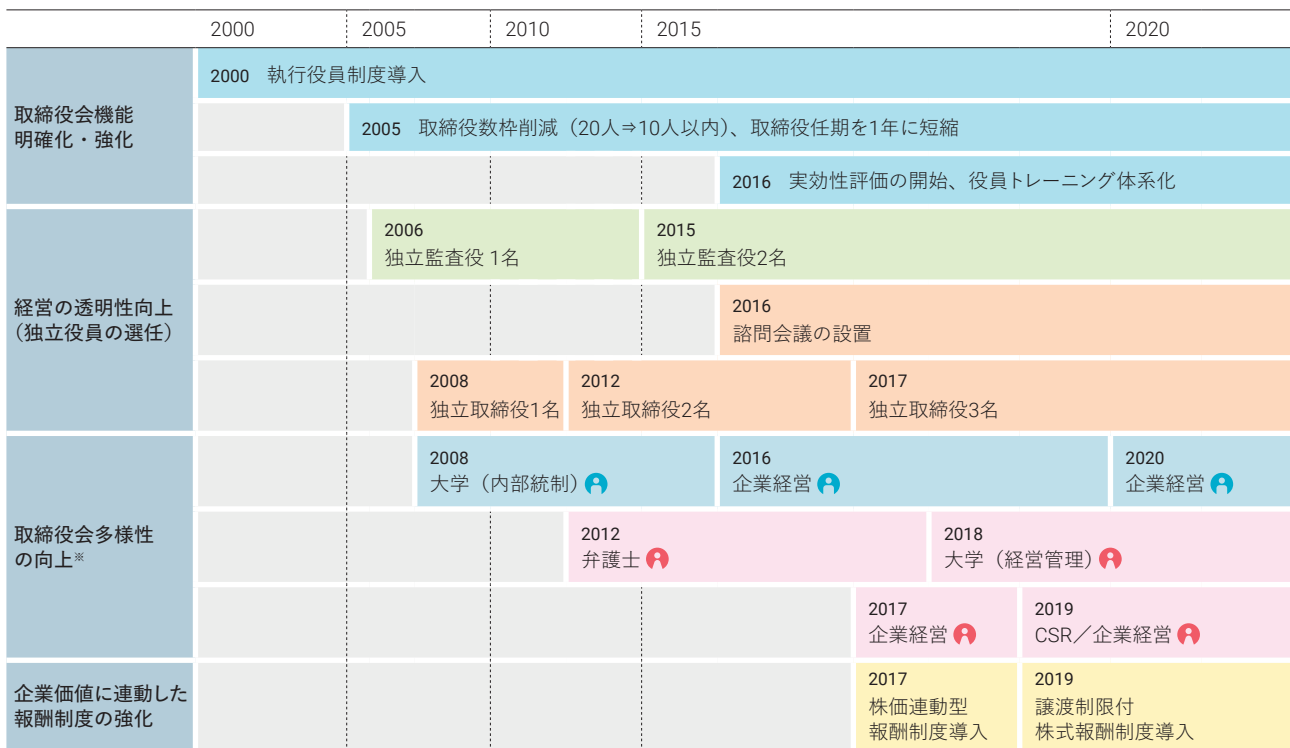 2000 2005 2010 2015 2020
取締役会機能
明確化・強化
2000 執行役員制度導入
2005 取締役数枠削減（20人⇒10人以内）、取締役任期を1年に短縮
2016 実効性評価の開始、役員トレーニング体系化
経営の透明性向上
（独立役員の選任）
2006
独立監査役 1名
2015
独立監査役2名
2016
諮問会議の設置
2008
独立取締役1名
2012
独立取締役2名
2017
独立取締役3名
取締役会多様性
の向上※
2008
大学（内部統制）
2016
企業経営
2020
企業経営
2012
弁護士
2018
大学（経営管理）
2017
企業経営
2019
CSR／企業経営
企業価値に連動した
報酬制度の強化
2017
株価連動型
報酬制度導入
2019
譲渡制限付
株式報酬制度導入